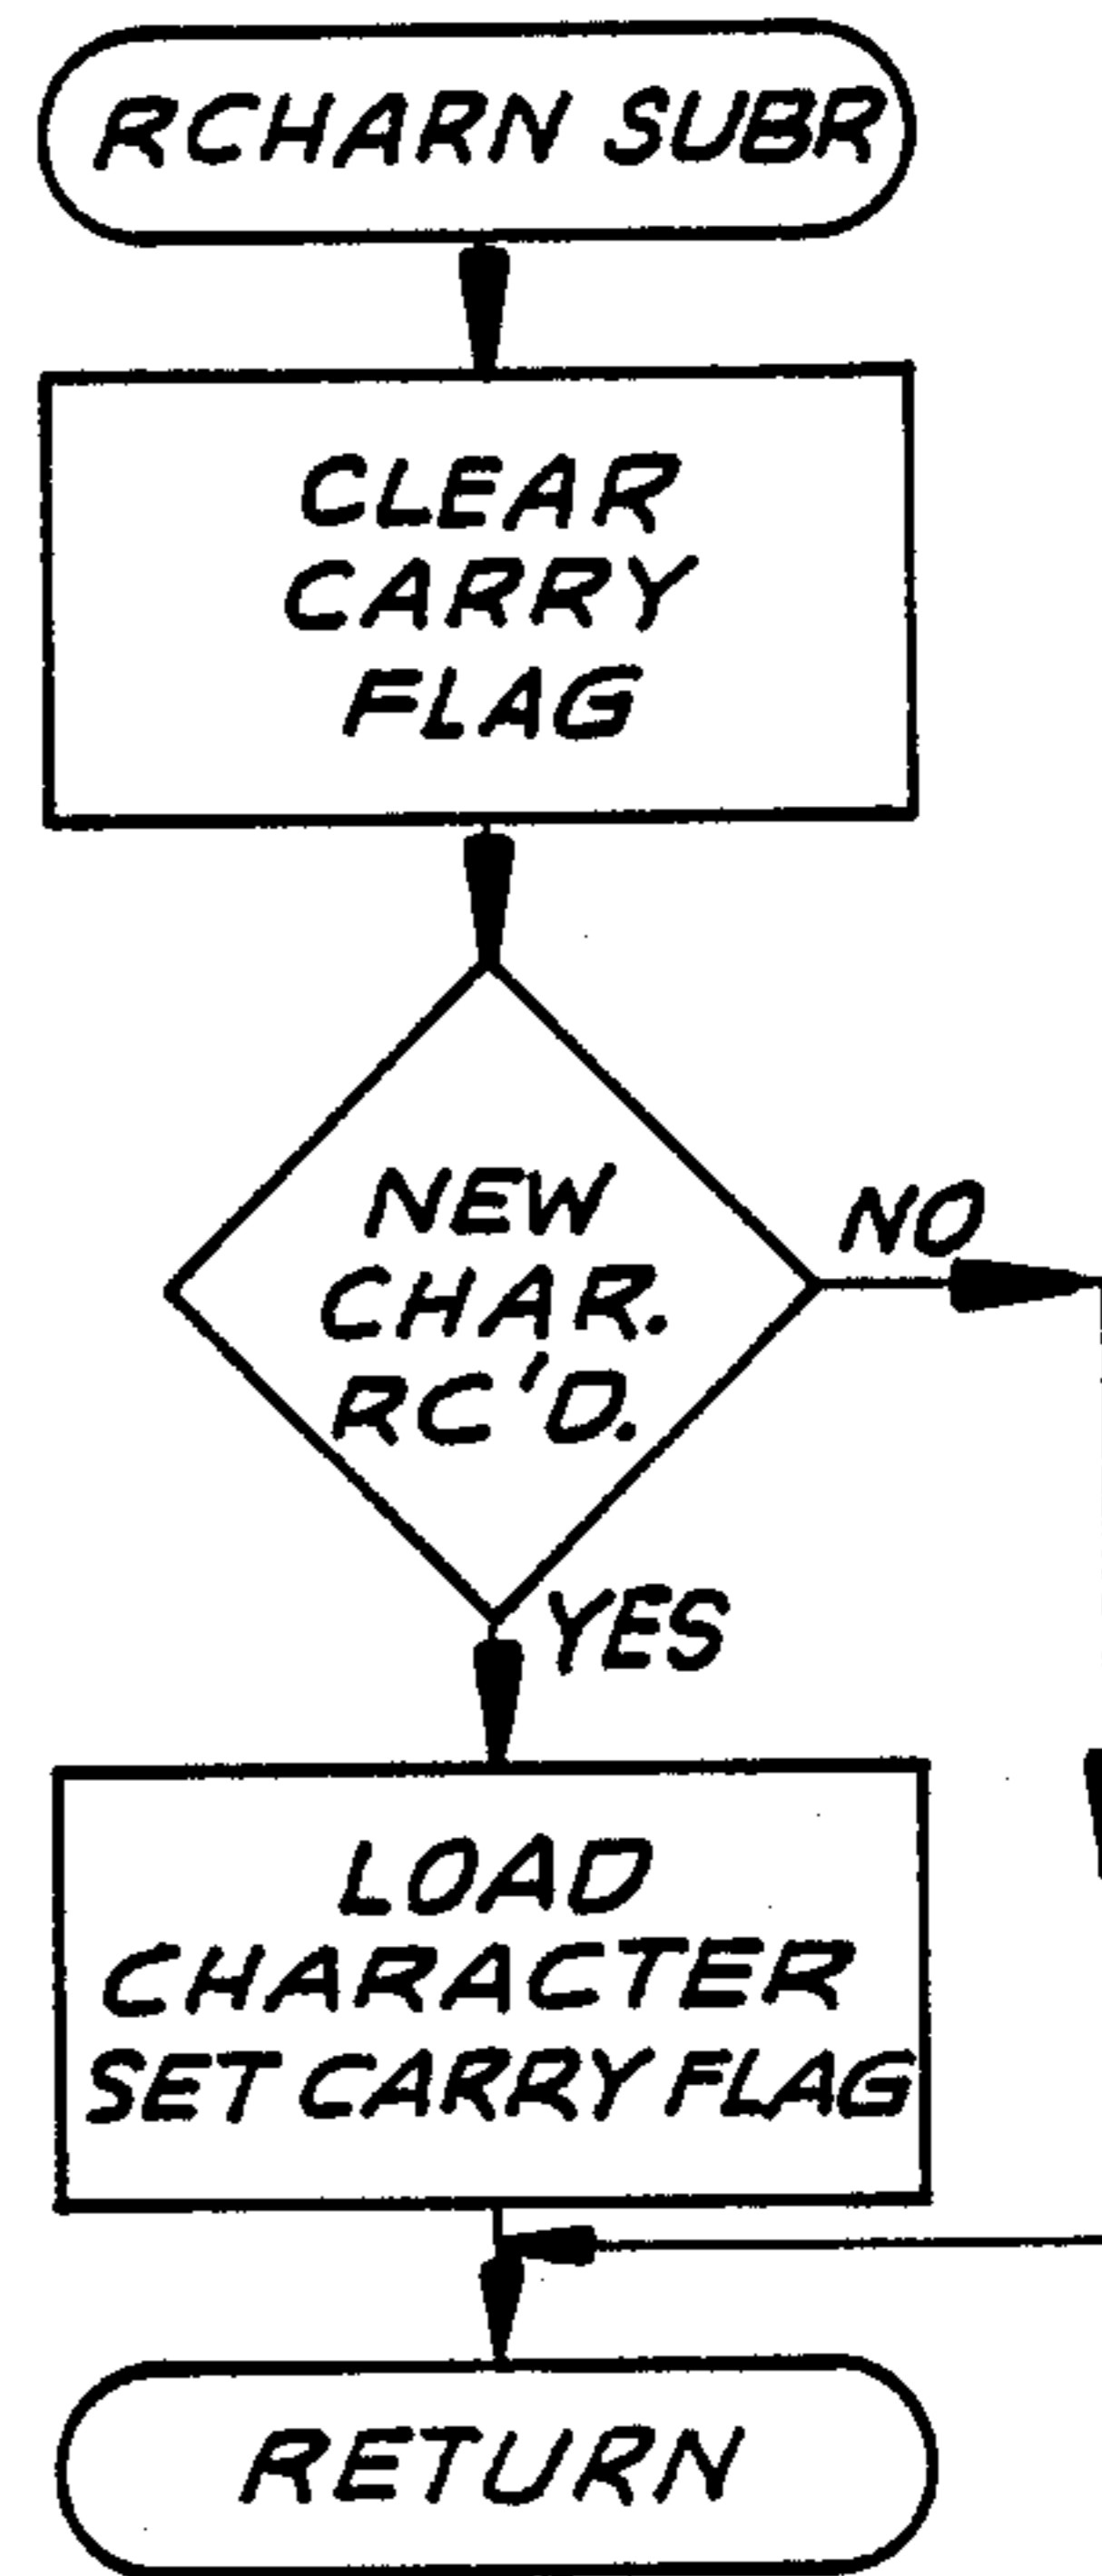 RCHARN SUBR
CLEAR
CARRY
FLAG
NEW
CHAR.
RC'D.
NO
YES
LOAD
CHARACTER
SET CARRY FLAG
RETURN